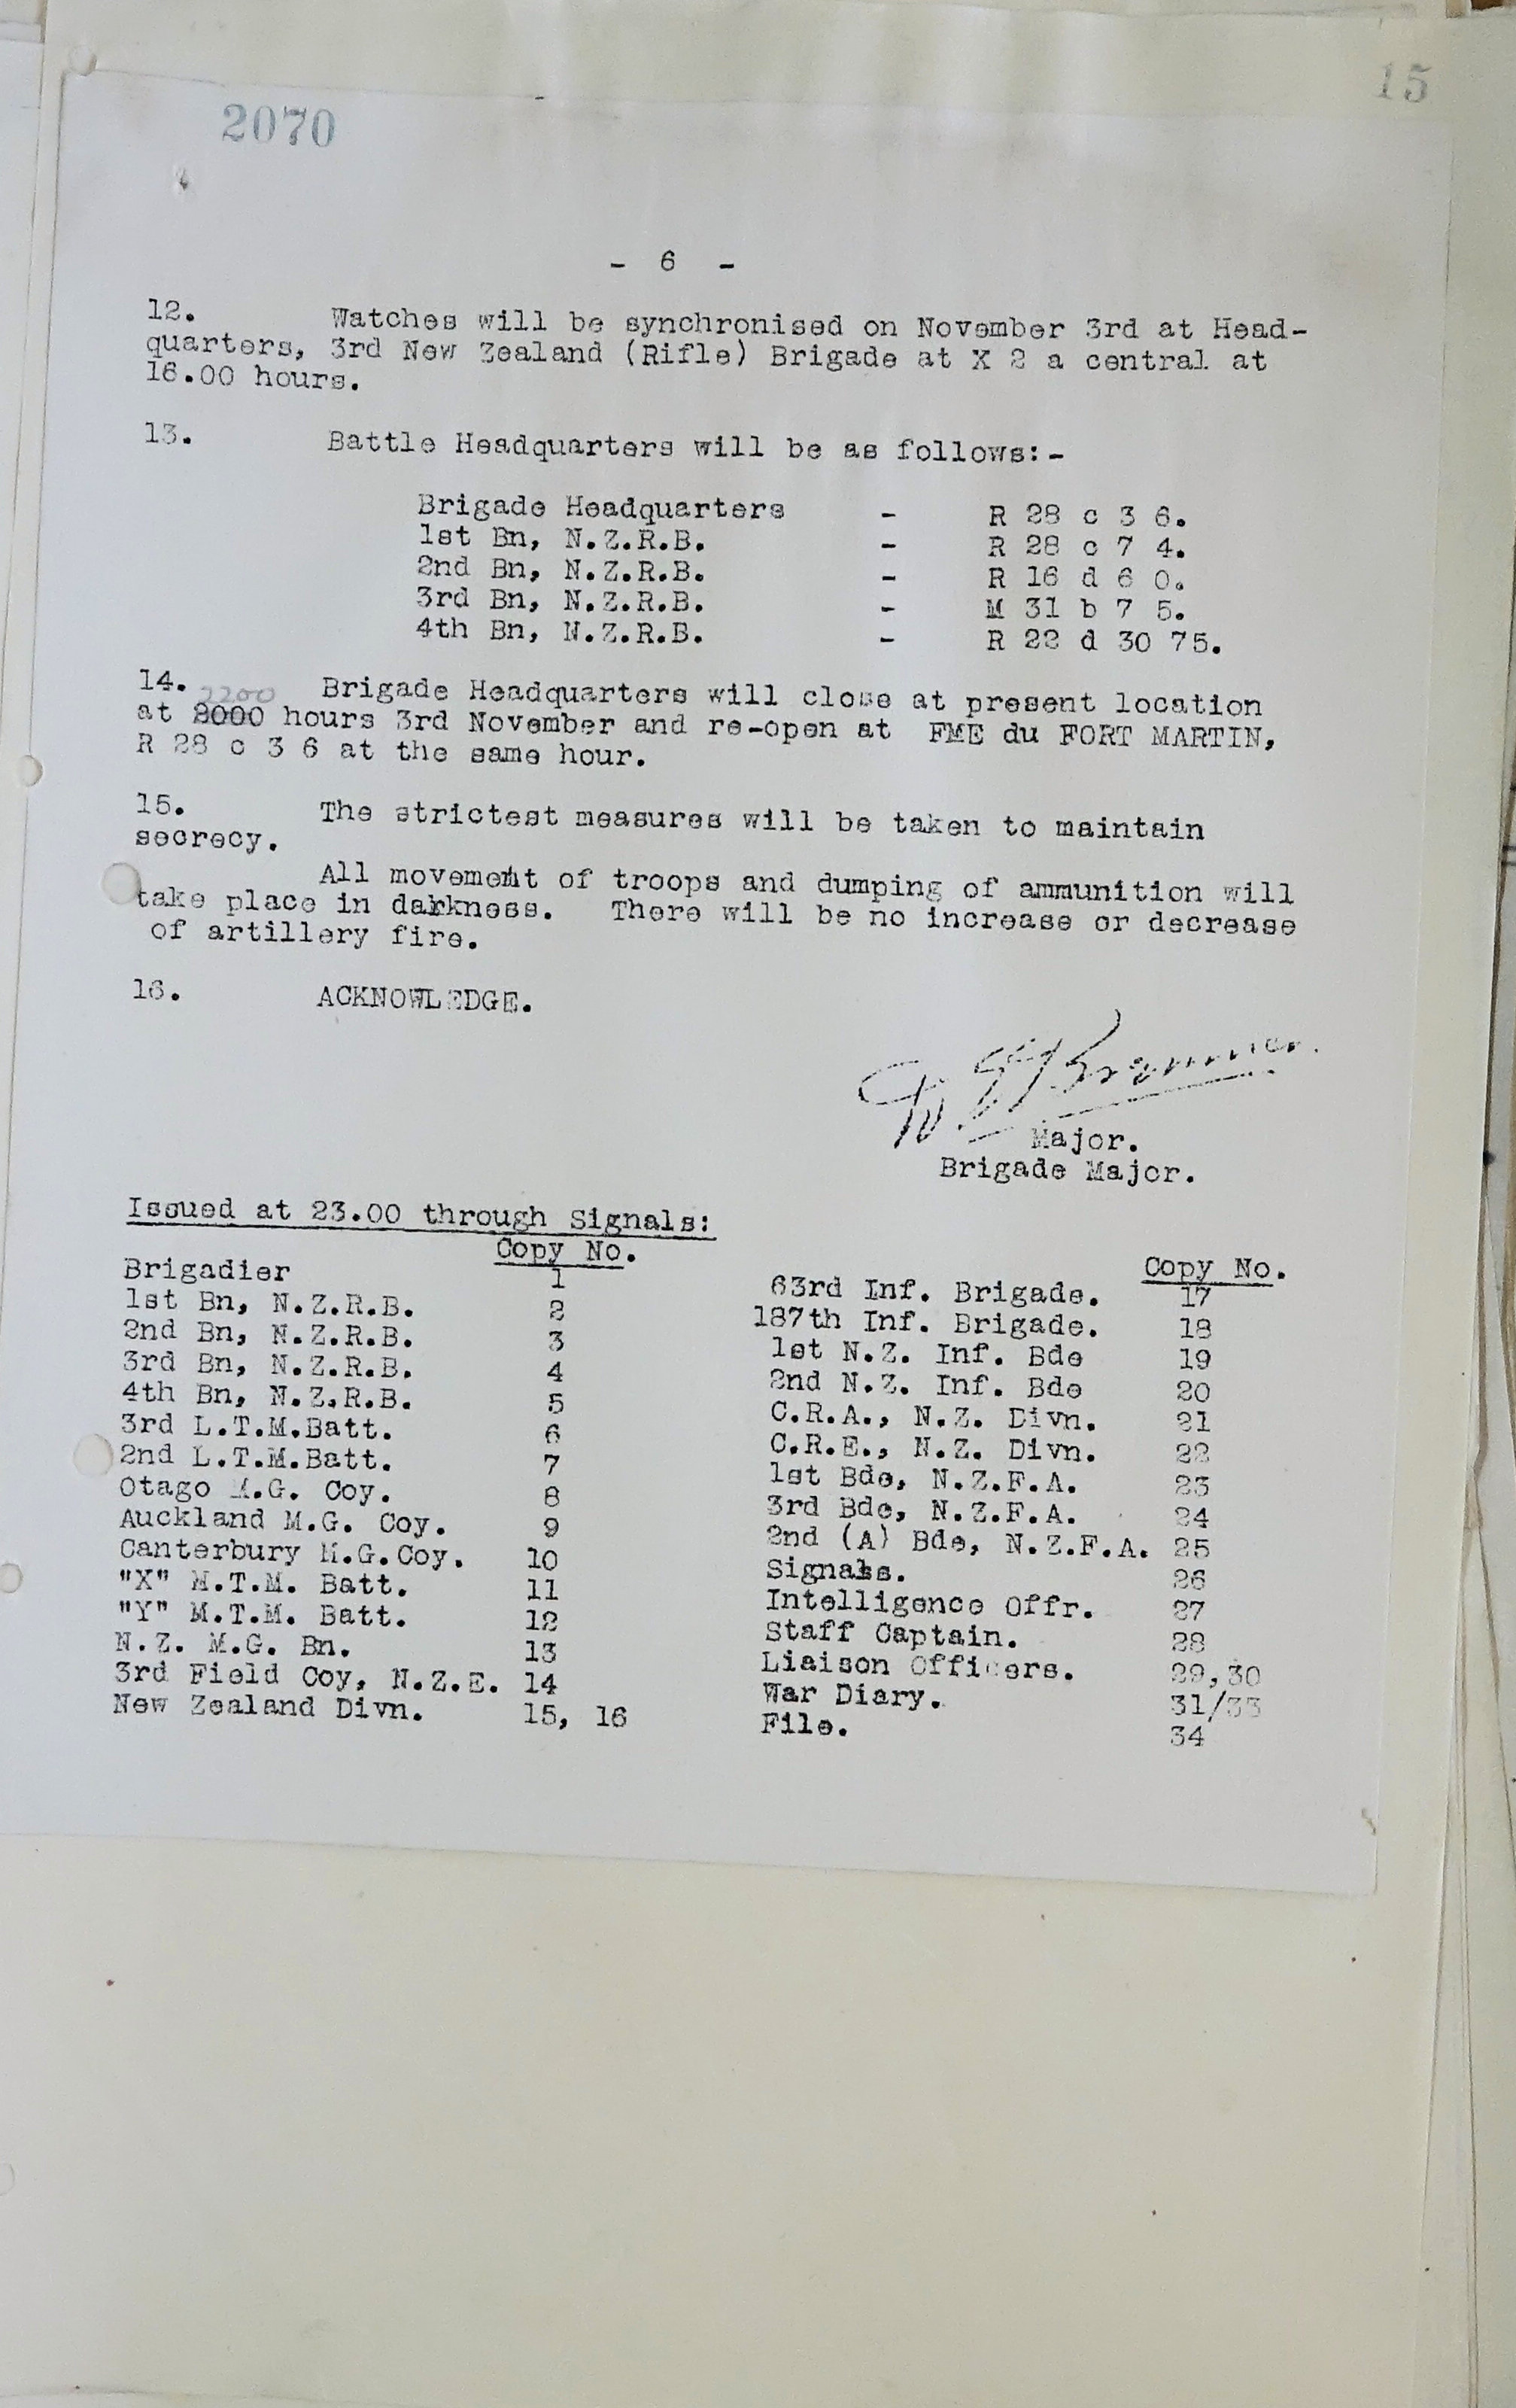 15
2070
- 6 -
12. Watches will be synchronised on November 3rd at Head-
quarters, 3rd New Zealand (Rifle) Brigade at X 2 a central at
16.00 hours.
13. Battle Headquarters will be as follows:-
Brigade Headquarters - R 28 c 3 6.
1st Bn, N.Z.R.B. - R 28 c 7 4.
2nd Bn, N.Z.R.B. - R 16 d 6 0.
3rd Bn, N.Z.R.B. - M 31 b 7 5.
4th Bn, N.Z.R.B. - R 22 d 30 75.
14. Brigade Headquarters will close at present location
2200
at 2000 hours 3rd November and re-open at FME du FORT MARTIN,
R 28 c 3 6 at the same hour.
15. The strictest measures will be taken to maintain
secrecy.
All movement of troops and dumping of ammunition will
take place in darkness. There will be no increase or decrease
of artillery fire.
16. ACKNOWLEDGE.
Major.
Brigade Major.
Issued at 23.00 through Signals:
Copy No.
Brigadier 1
1st Bn, N.Z.R.B. 2
2nd Bn, N.Z.R.B. 3
3rd Bn, N.Z.R.B. 4
4th Bn, N.Z.R.B. 5
3rd L.T.M.Batt. 6
2nd L.T.M.Batt. 7
Otago M.G. Coy. 8
Auckland M.G. Coy. 9
Canterbury M.G.Coy. 10
"X" M.T.M. Batt. 11
"Y" M.T.M. Batt. 12
N.Z. M.G. Bn. 13
3rd Field Coy, N.Z.E. 14
New Zealand Divn. 15, 16
Copy No.
63rd Inf. Brigade. 17
187th Inf. Brigade. 18
1st N.Z. Inf. Bde 19
2nd N.Z. Inf. Bde 20
C.R.A., N.Z. Divn. 21
C.R.E., N.Z. Divn. 22
1st Bde, N.Z.F.A. 23
3rd Bde, N.Z.F.A. 24
2nd (A) Bde, N.Z.F.A. 25
Signals. 26
Intelligence Offr. 27
Staff Captain. 28
Liaison Officers. 29,30
War Diary. 31/33
File. 34